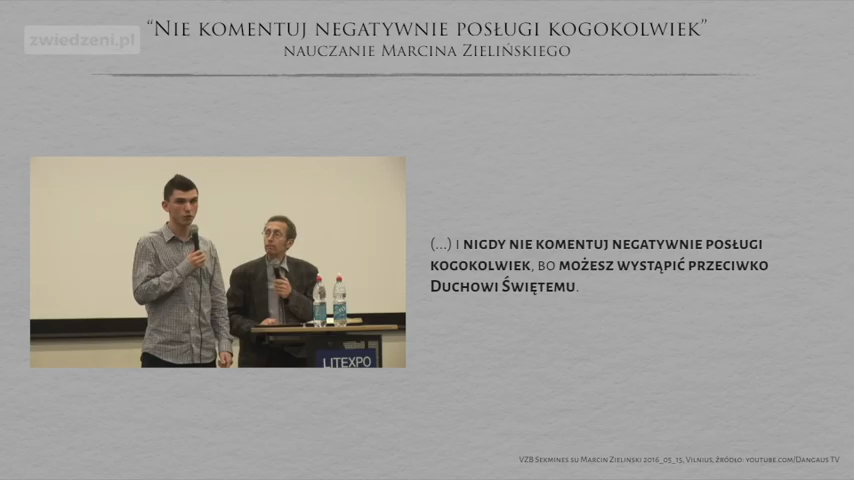 zwiedzeni.pl
“Nie komentuj negatywnie posługi kogokolwiek”
nauczanie Marcina Zielińskiego
(...) i nigdy nie komentuj negatywnie posługi
kogokolwiek, bo możesz wystąpić przeciwko
Duchowi Świętemu.
LITEXPO
VZB Sekmines su Marcin Zielinski 2016_05_15, Vilnius, źródło: youtube.com/Dangaus TV